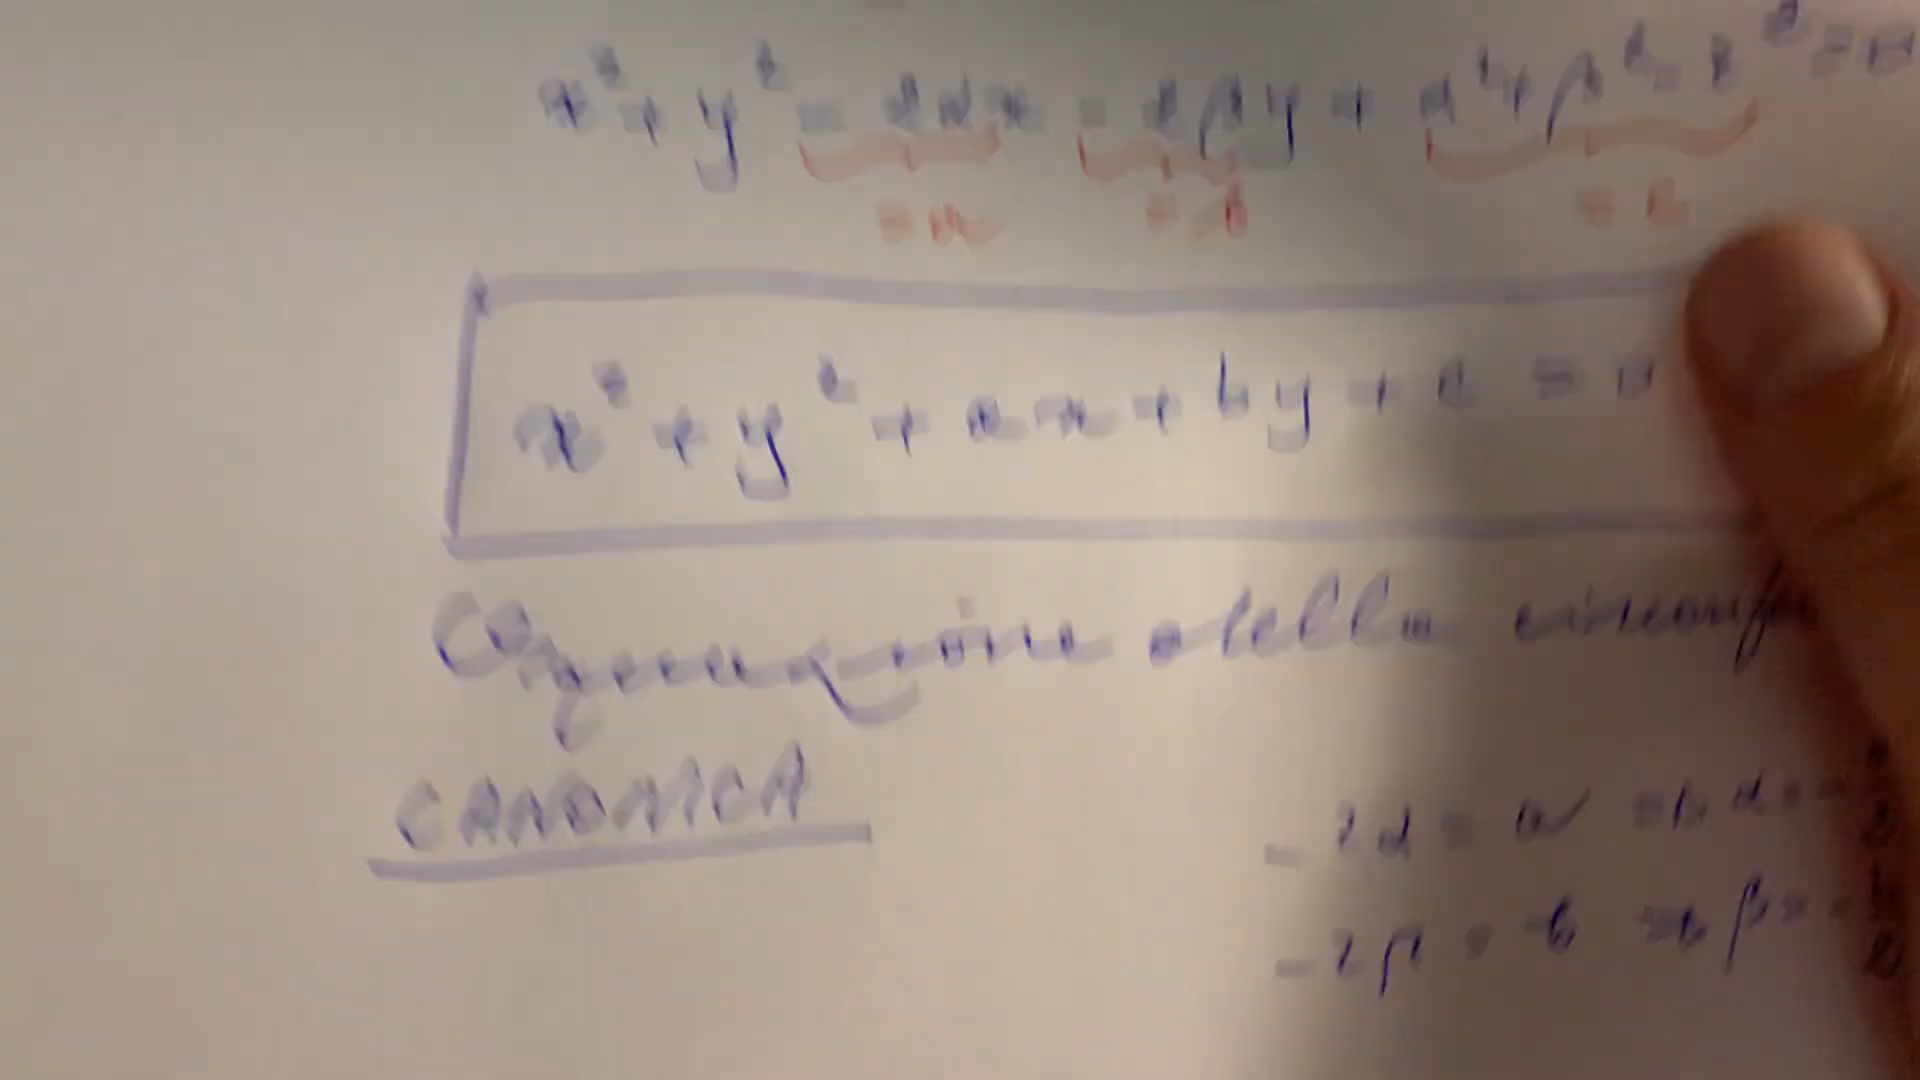 x² + y² - 2αx - 2βy + α² + β² - r² = 0
= a = b = c
x² + y² + ax + by + c = 0
Equazione della circonfe
CANONICA
- 2α = a => α = - a/2
- 2β = b => β = - b/2